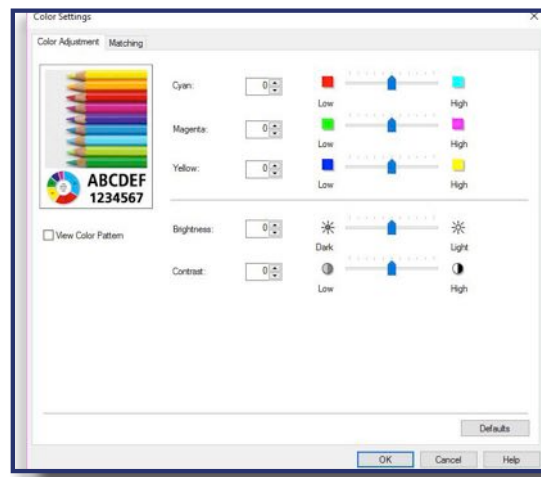 Color Settings
Color Adjustment Matching
ABCDEF
1234567
View Color Pattern
Cyan: 0
Low High
Magenta: 0
Low High
Yellow: 0
Low High
Brightness: 0
Dark Light
Contrast: 0
Low High
Defaults
OK Cancel Help